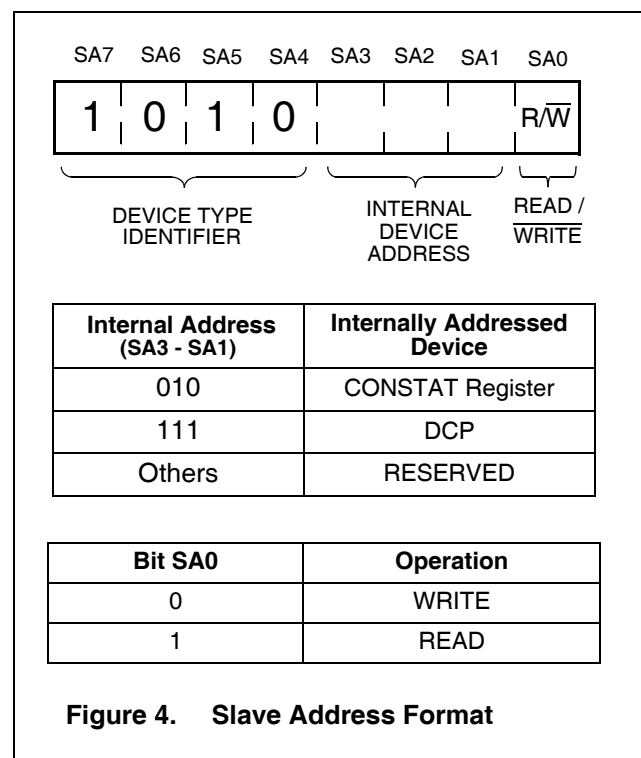 SA7 SA6 SA5 SA4 SA3 SA2 SA1 SA0
1 0 1 0 R/W̅
DEVICE TYPE IDENTIFIER
INTERNAL DEVICE ADDRESS
READ / W̅R̅I̅T̅E̅
Internal Address (SA3 - SA1) Internally Addressed Device
010 CONSTAT Register
111 DCP
Others RESERVED
Bit SA0 Operation
0 WRITE
1 READ
Figure 4. Slave Address Format